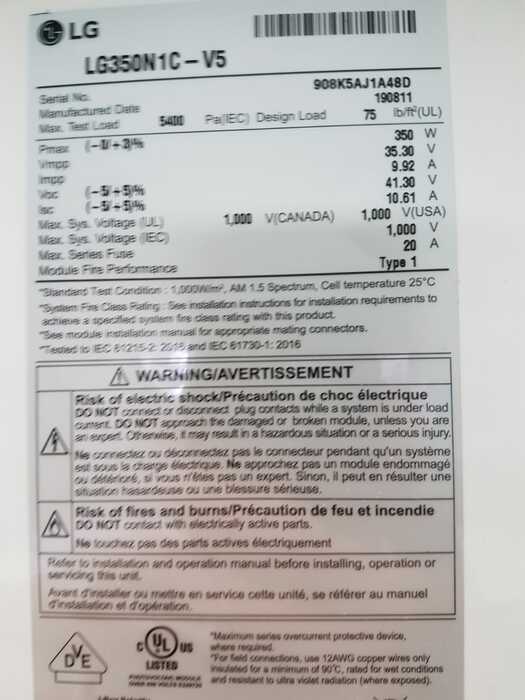 LG
LG350N1C-V5
Serial No. 908K5AJ1A48D
Manufactured Date 190811
Max. Test Load 5400 Pa(IEC) Design Load 75 lb/ft²(UL)
Pmax (-0/+3)% 350 W
Vmpp 35.30 V
Impp 9.92 A
Voc (-5/+5)% 41.30 V
Isc (-5/+5)% 10.61 A
Max. Sys. Voltage (UL) 1,000 V(CANADA) 1,000 V(USA)
Max. Sys. Voltage (IEC) 1,000 V
Max. Series Fuse 20 A
Module Fire Performance Type 1
*Standard Test Condition : 1,000W/m², AM 1.5 Spectrum, Cell temperature 25°C
*System Fire Class Rating : See installation instructions for installation requirements to
achieve a specified system fire class rating with this product.
*See module installation manual for appropriate mating connectors.
*Tested to IEC 61215-2: 2016 and IEC 61730-1: 2016
WARNING/AVERTISSEMENT
Risk of electric shock/Précaution de choc électrique
DO NOT connect or disconnect plug contacts while a system is under load
current. DO NOT approach the damaged or broken module, unless you are
an expert. Otherwise, it may result in a hazardous situation or a serious injury.
Ne connectez ou déconnectez pas le connecteur pendant qu'un système
est sous la charge électrique. Ne approchez pas un module endommagé
ou détérioré, si vous n'êtes pas un expert. Sinon, il peut en résulter une
situation hasardeuse ou une blessure sérieuse.
Risk of fires and burns/Précaution de feu et incendie
DO NOT contact with electrically active parts.
Ne touchez pas des parts actives électriquement
Refer to installation and operation manual before installing, operation or
servicing this unit.
Avant d'installer ou mettre en service cette unité, se référer au manuel
d'installation et d'opération.
DVE
C UL US
LISTED
PHOTOVOLTAIC MODULE
*Maximum series overcurrent protective device,
where required.
*For field connections, use 12AWG copper wires only
insulated for a minimum of 90°C, rated for wet conditions
and resistant to ultra violet radiation (where exposed).